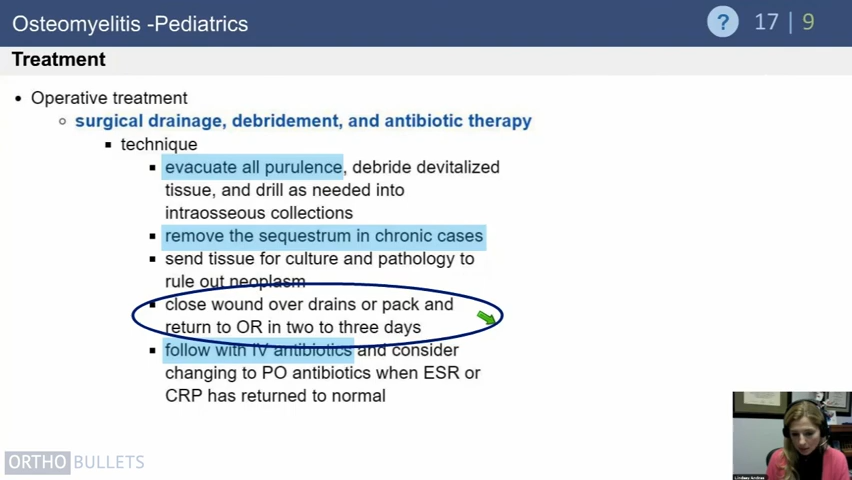 Osteomyelitis -Pediatrics
? 17 | 9
Treatment
• Operative treatment
surgical drainage, debridement, and antibiotic therapy
technique
evacuate all purulence, debride devitalized
tissue, and drill as needed into
intraosseous collections
remove the sequestrum in chronic cases
send tissue for culture and pathology to
rule out neoplasm
close wound over drains or pack and
return to OR in two to three days
follow with IV antibiotics and consider
changing to PO antibiotics when ESR or
CRP has returned to normal
ORTHOBULLETS